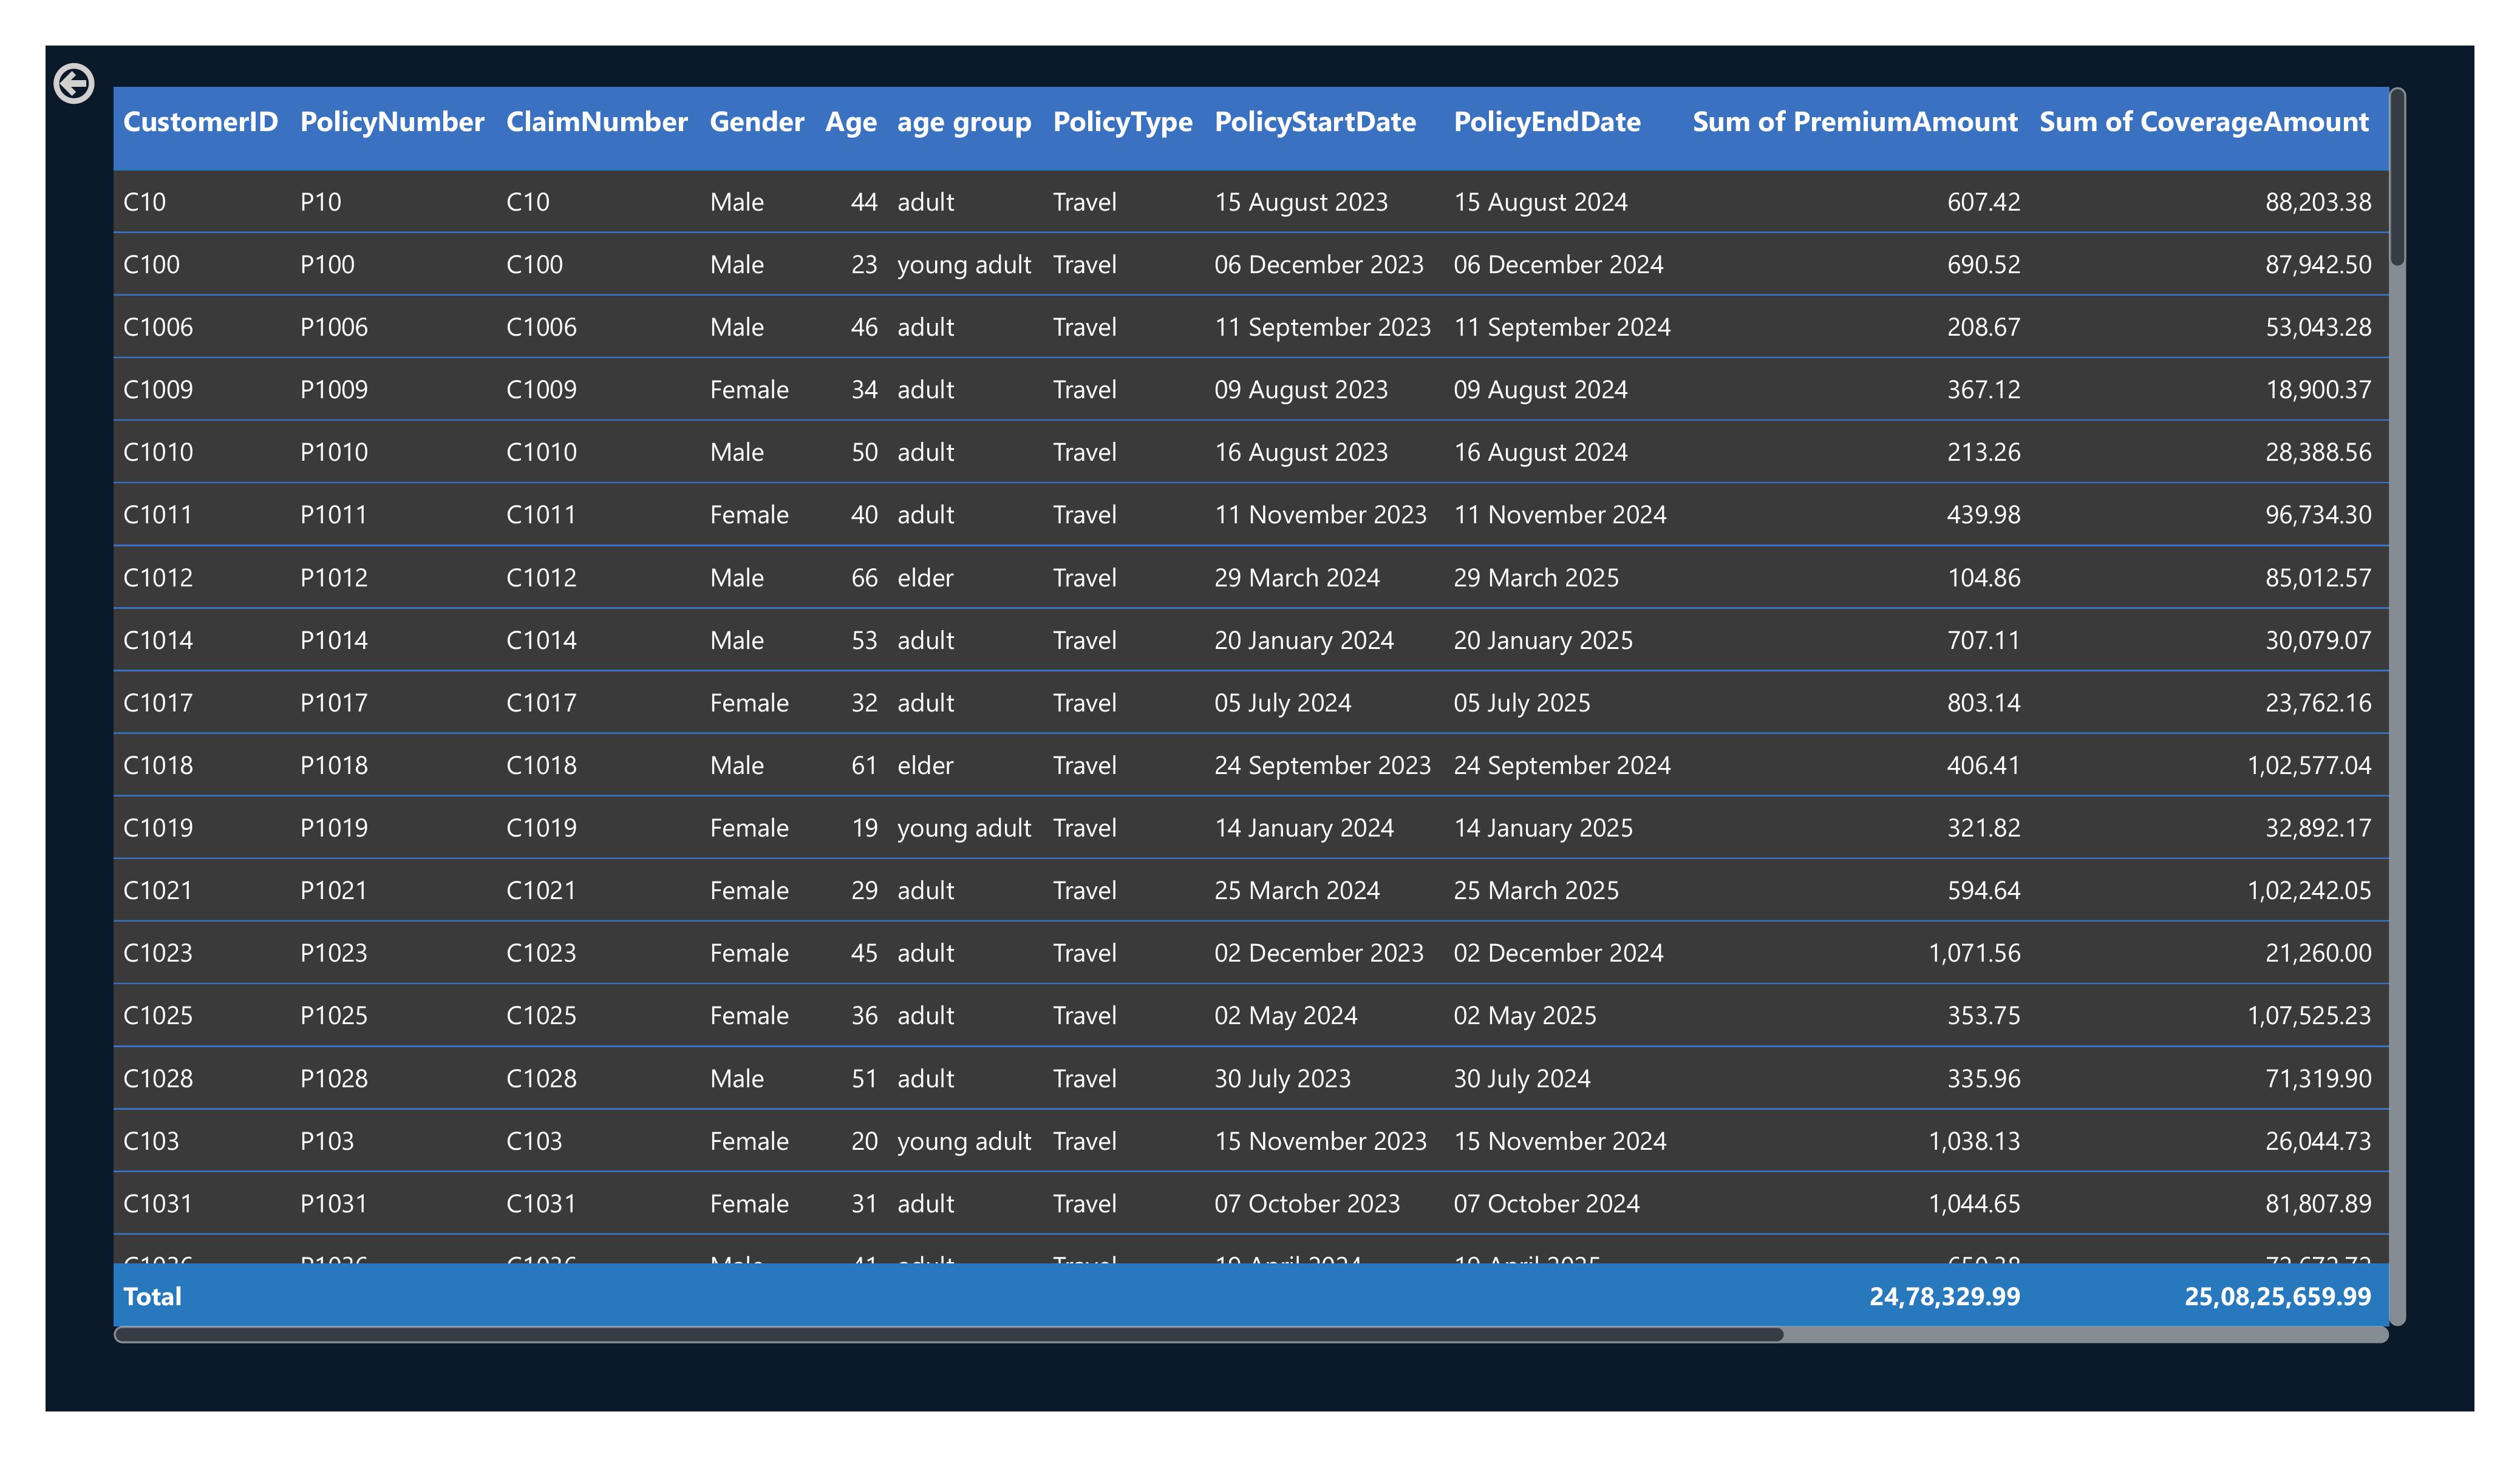 CustomerID PolicyNumber ClaimNumber Gender Age age group PolicyType PolicyStartDate PolicyEndDate Sum of PremiumAmount Sum of CoverageAmount
C10 P10 C10 Male 44 adult Travel 15 August 2023 15 August 2024 607.42 88,203.38
C100 P100 C100 Male 23 young adult Travel 06 December 2023 06 December 2024 690.52 87,942.50
C1006 P1006 C1006 Male 46 adult Travel 11 September 2023 11 September 2024 208.67 53,043.28
C1009 P1009 C1009 Female 34 adult Travel 09 August 2023 09 August 2024 367.12 18,900.37
C1010 P1010 C1010 Male 50 adult Travel 16 August 2023 16 August 2024 213.26 28,388.56
C1011 P1011 C1011 Female 40 adult Travel 11 November 2023 11 November 2024 439.98 96,734.30
C1012 P1012 C1012 Male 66 elder Travel 29 March 2024 29 March 2025 104.86 85,012.57
C1014 P1014 C1014 Male 53 adult Travel 20 January 2024 20 January 2025 707.11 30,079.07
C1017 P1017 C1017 Female 32 adult Travel 05 July 2024 05 July 2025 803.14 23,762.16
C1018 P1018 C1018 Male 61 elder Travel 24 September 2023 24 September 2024 406.41 1,02,577.04
C1019 P1019 C1019 Female 19 young adult Travel 14 January 2024 14 January 2025 321.82 32,892.17
C1021 P1021 C1021 Female 29 adult Travel 25 March 2024 25 March 2025 594.64 1,02,242.05
C1023 P1023 C1023 Female 45 adult Travel 02 December 2023 02 December 2024 1,071.56 21,260.00
C1025 P1025 C1025 Female 36 adult Travel 02 May 2024 02 May 2025 353.75 1,07,525.23
C1028 P1028 C1028 Male 51 adult Travel 30 July 2023 30 July 2024 335.96 71,319.90
C103 P103 C103 Female 20 young adult Travel 15 November 2023 15 November 2024 1,038.13 26,044.73
C1031 P1031 C1031 Female 31 adult Travel 07 October 2023 07 October 2024 1,044.65 81,807.89
Total 24,78,329.99 25,08,25,659.99